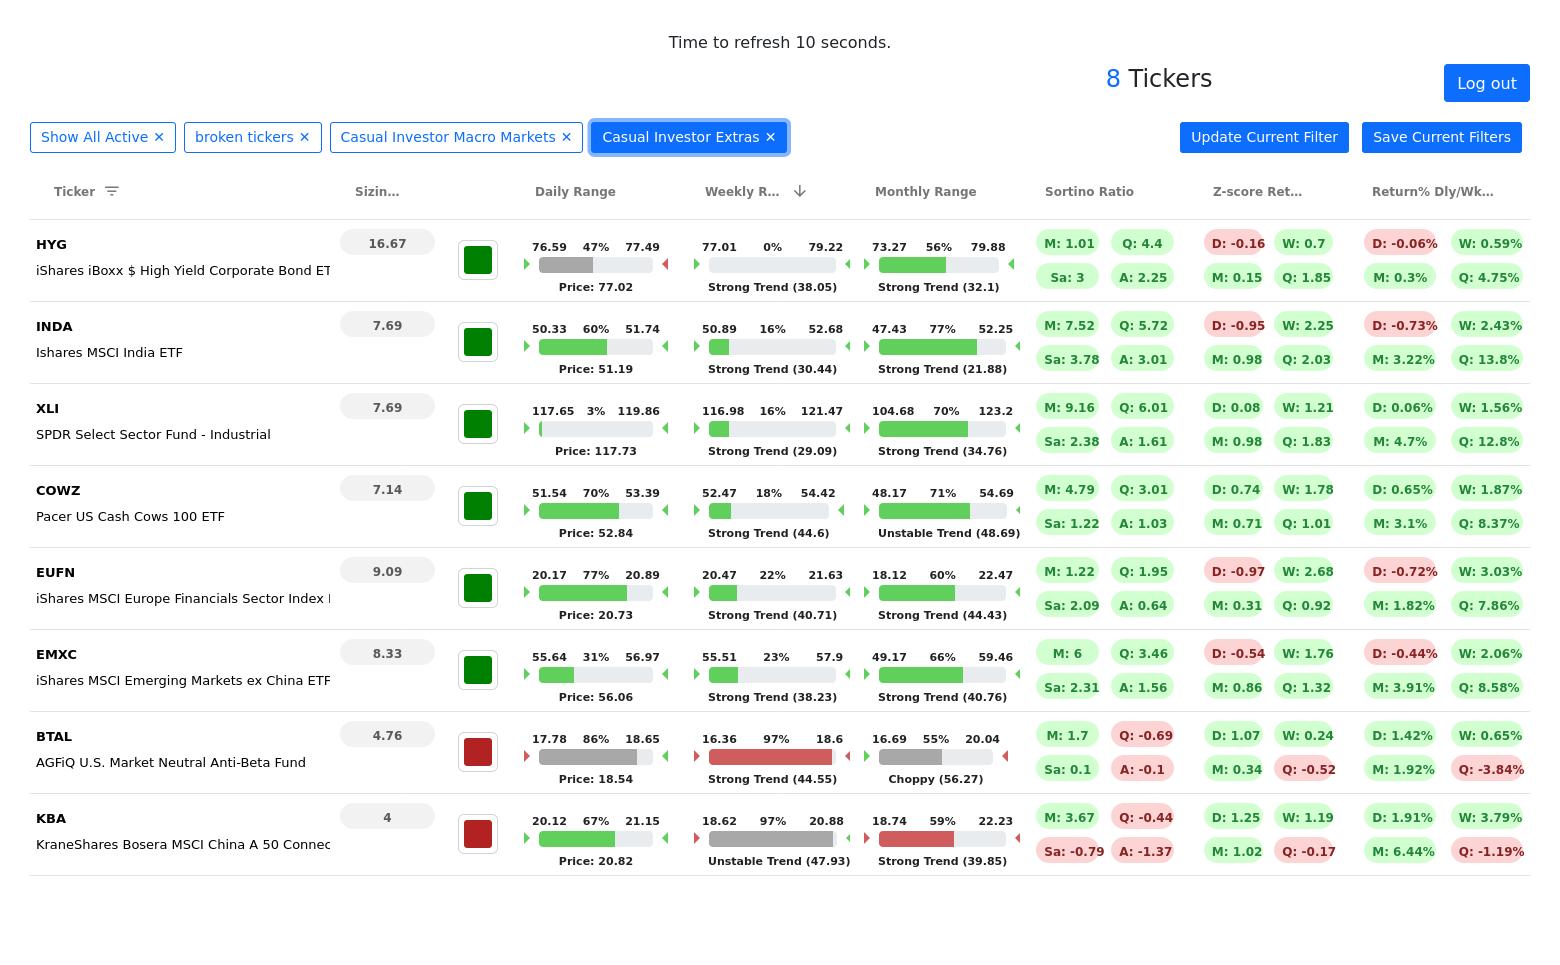 Time to refresh 10 seconds.
8 Tickers
Log out
Show All Active ✕ broken tickers ✕ Casual Investor Macro Markets ✕ Casual Investor Extras ✕ Update Current Filter Save Current Filters
Ticker Sizin... Daily Range Weekly R... Monthly Range Sortino Ratio Z-score Ret... Return% Dly/Wk...
HYG 16.67 76.59 47% 77.49 77.01 0% 79.22 73.27 56% 79.88 M: 1.01 Q: 4.4 D: -0.16 W: 0.7 D: -0.06% W: 0.59%
iShares iBoxx $ High Yield Corporate Bond ET Price: 77.02 Strong Trend (38.05) Strong Trend (32.1) Sa: 3 A: 2.25 M: 0.15 Q: 1.85 M: 0.3% Q: 4.75%
INDA 7.69 50.33 60% 51.74 50.89 16% 52.68 47.43 77% 52.25 M: 7.52 Q: 5.72 D: -0.95 W: 2.25 D: -0.73% W: 2.43%
Ishares MSCI India ETF Price: 51.19 Strong Trend (30.44) Strong Trend (21.88) Sa: 3.78 A: 3.01 M: 0.98 Q: 2.03 M: 3.22% Q: 13.8%
XLI 7.69 117.65 3% 119.86 116.98 16% 121.47 104.68 70% 123.2 M: 9.16 Q: 6.01 D: 0.08 W: 1.21 D: 0.06% W: 1.56%
SPDR Select Sector Fund - Industrial Price: 117.73 Strong Trend (29.09) Strong Trend (34.76) Sa: 2.38 A: 1.61 M: 0.98 Q: 1.83 M: 4.7% Q: 12.8%
COWZ 7.14 51.54 70% 53.39 52.47 18% 54.42 48.17 71% 54.69 M: 4.79 Q: 3.01 D: 0.74 W: 1.78 D: 0.65% W: 1.87%
Pacer US Cash Cows 100 ETF Price: 52.84 Strong Trend (44.6) Unstable Trend (48.69) Sa: 1.22 A: 1.03 M: 0.71 Q: 1.01 M: 3.1% Q: 8.37%
EUFN 9.09 20.17 77% 20.89 20.47 22% 21.63 18.12 60% 22.47 M: 1.22 Q: 1.95 D: -0.97 W: 2.68 D: -0.72% W: 3.03%
iShares MSCI Europe Financials Sector Index Price: 20.73 Strong Trend (40.71) Strong Trend (44.43) Sa: 2.09 A: 0.64 M: 0.31 Q: 0.92 M: 1.82% Q: 7.86%
EMXC 8.33 55.64 31% 56.97 55.51 23% 57.9 49.17 66% 59.46 M: 6 Q: 3.46 D: -0.54 W: 1.76 D: -0.44% W: 2.06%
iShares MSCI Emerging Markets ex China ETF Price: 56.06 Strong Trend (38.23) Strong Trend (40.76) Sa: 2.31 A: 1.56 M: 0.86 Q: 1.32 M: 3.91% Q: 8.58%
BTAL 4.76 17.78 86% 18.65 16.36 97% 18.6 16.69 55% 20.04 M: 1.7 Q: -0.69 D: 1.07 W: 0.24 D: 1.42% W: 0.65%
AGFiQ U.S. Market Neutral Anti-Beta Fund Price: 18.54 Strong Trend (44.55) Choppy (56.27) Sa: 0.1 A: -0.1 M: 0.34 Q: -0.52 M: 1.92% Q: -3.84%
KBA 4 20.12 67% 21.15 18.62 97% 20.88 18.74 59% 22.23 M: 3.67 Q: -0.44 D: 1.25 W: 1.19 D: 1.91% W: 3.79%
KraneShares Bosera MSCI China A 50 Connec Price: 20.82 Unstable Trend (47.93) Strong Trend (39.85) Sa: -0.79 A: -1.37 M: 1.02 Q: -0.17 M: 6.44% Q: -1.19%